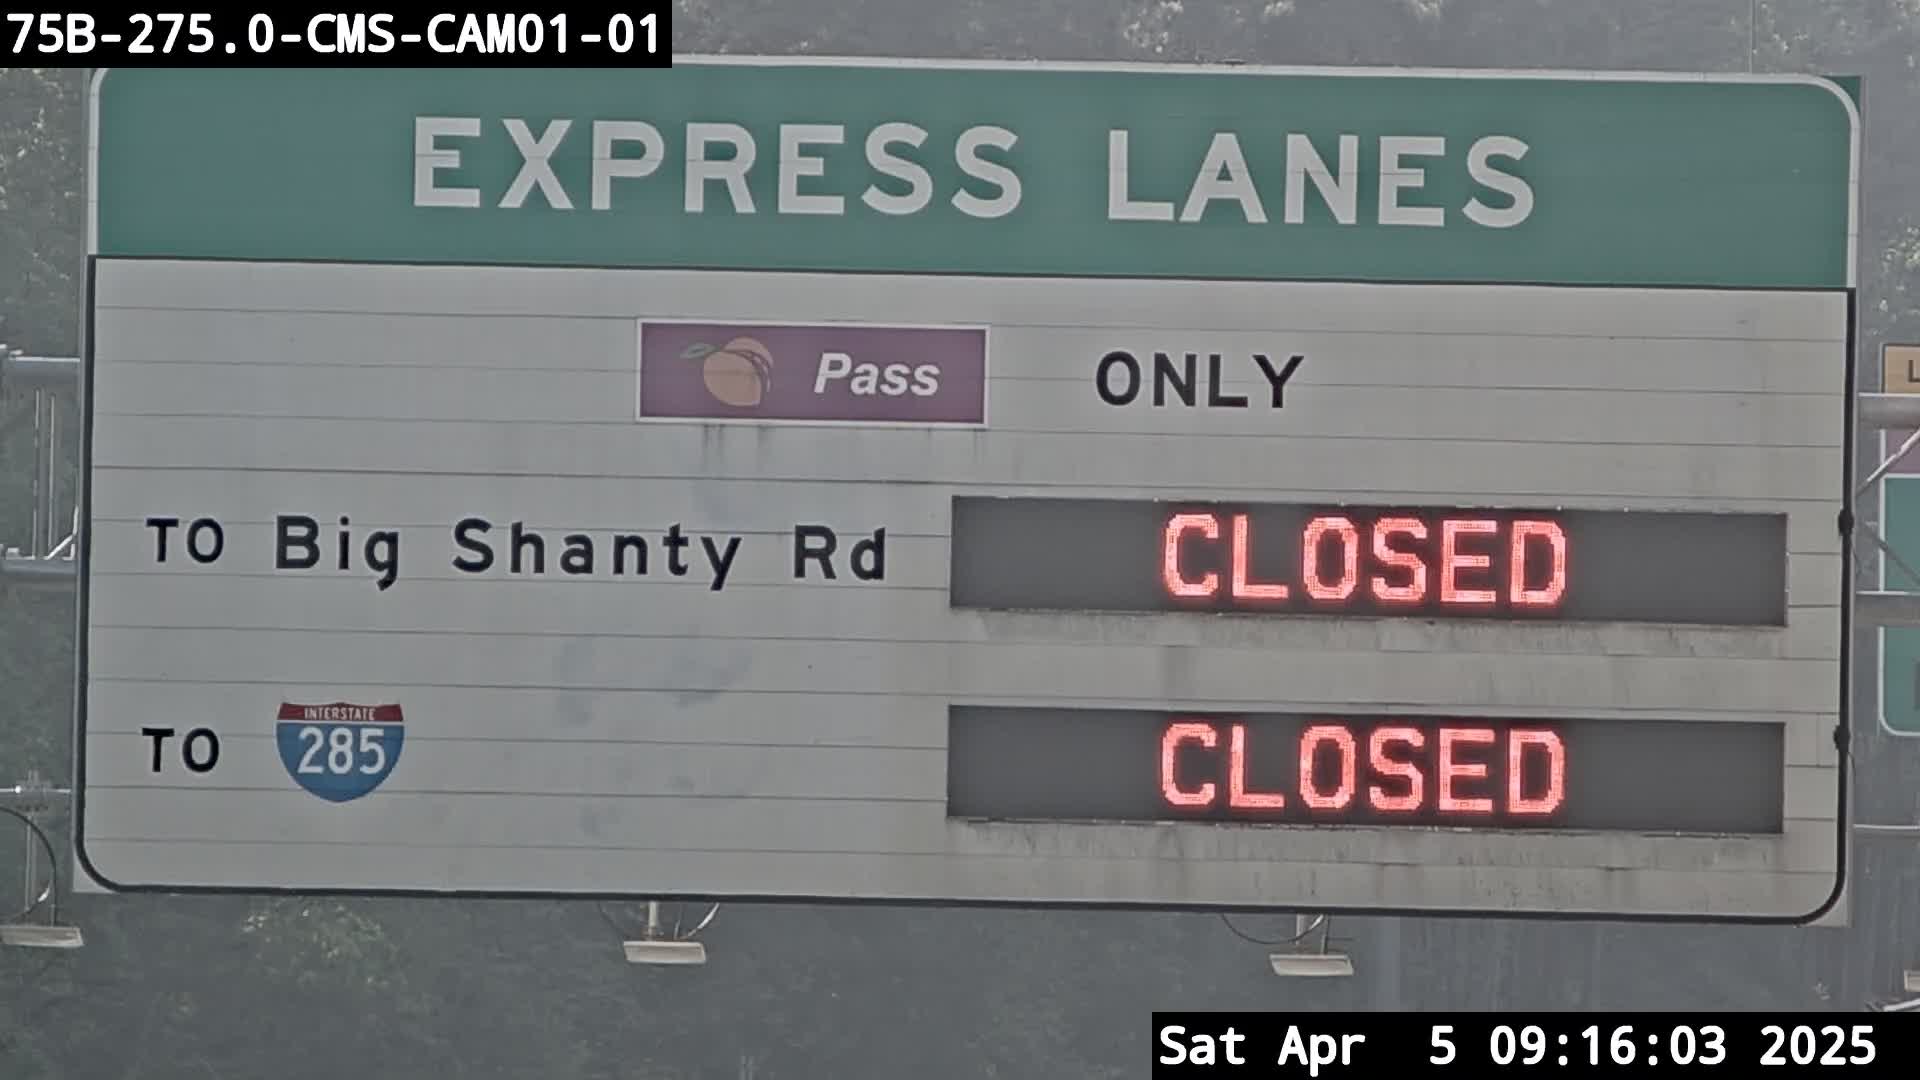 75B-275.0-CMS-CAM01-01
EXPRESS LANES
Pass ONLY
TO Big Shanty Rd CLOSED
TO INTERSTATE 285 CLOSED
Sat Apr 5 09:16:03 2025